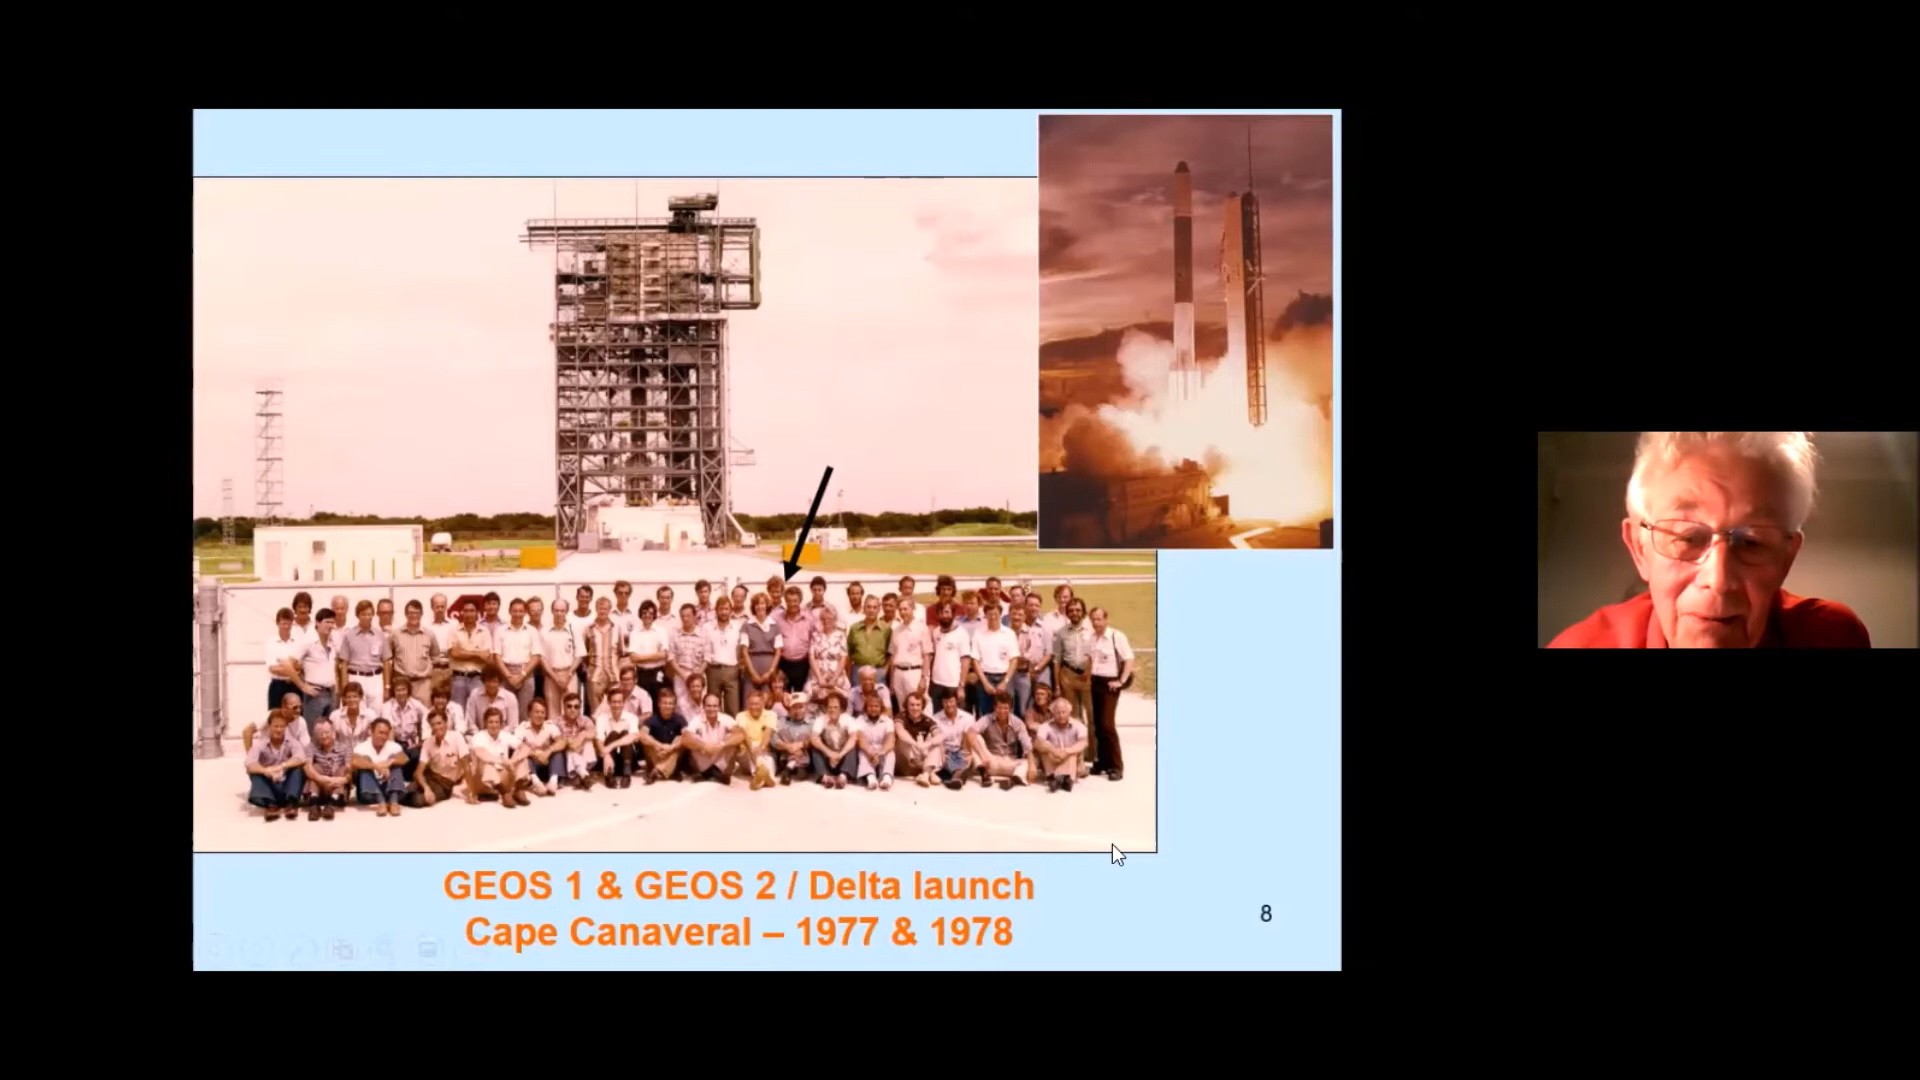 GEOS 1 & GEOS 2 / Delta launch
Cape Canaveral – 1977 & 1978
8